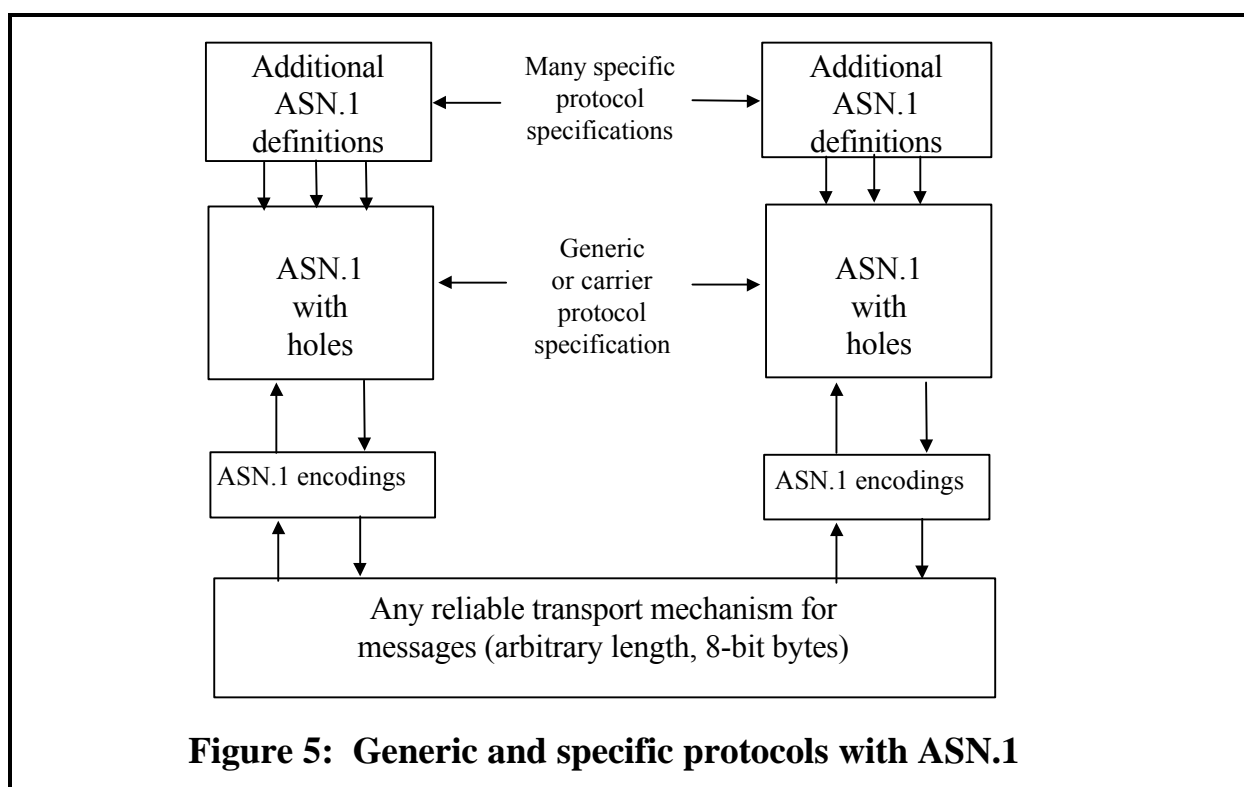 Additional
ASN.1
definitions
Many specific
protocol
specifications
Additional
ASN.1
definitions
ASN.1
with
holes
Generic
or carrier
protocol
specification
ASN.1
with
holes
ASN.1 encodings
ASN.1 encodings
Any reliable transport mechanism for
messages (arbitrary length, 8-bit bytes)
Figure 5: Generic and specific protocols with ASN.1